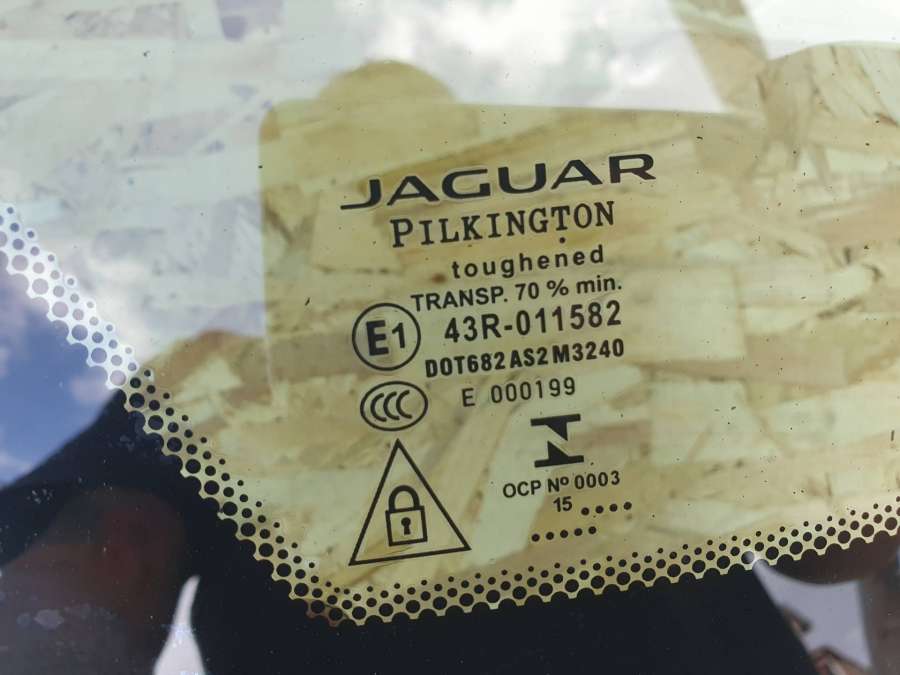 JAGUAR
PILKINGTON
toughened
TRANSP. 70 % min.
E1 43R-011582
DOT682 AS2 M3240
CCC E 000199
OCP Nº 0003
15 ....
.....